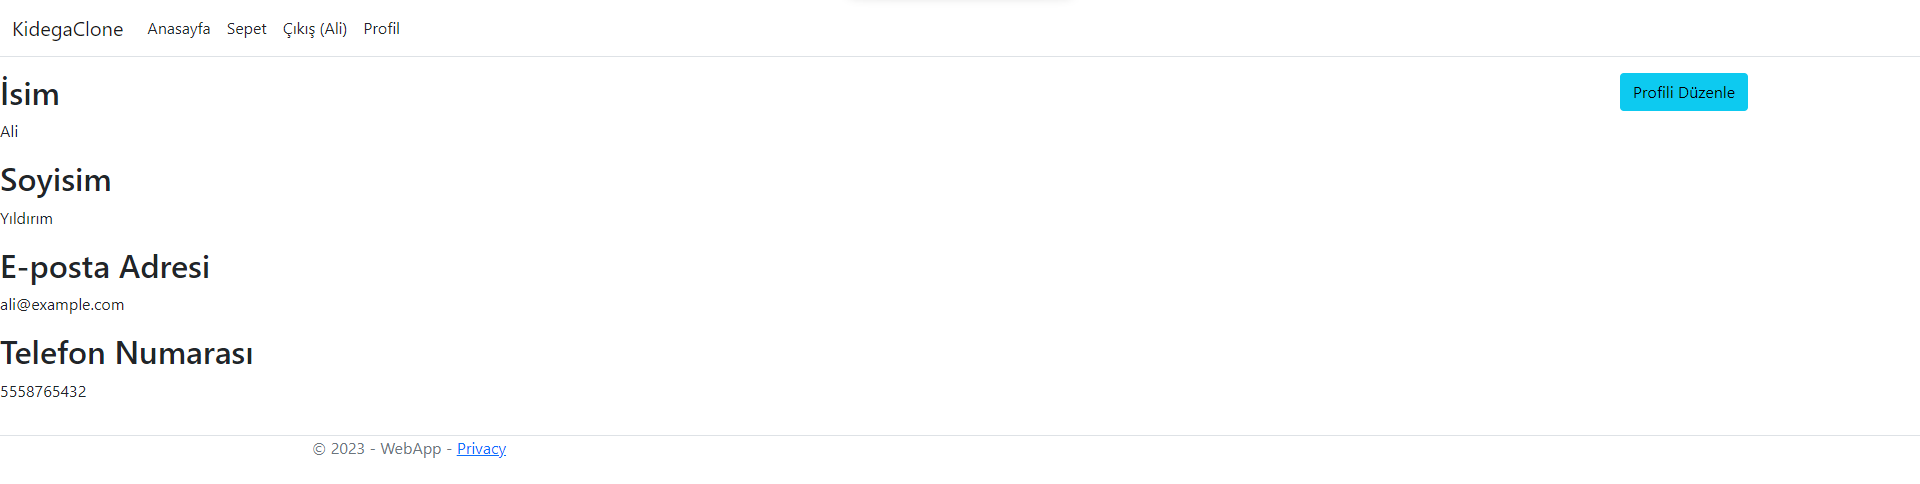 KidegaClone Anasayfa Sepet Çıkış (Ali) Profil
İsim
Profili Düzenle
Ali
Soyisim
Yıldırım
E-posta Adresi
ali@example.com
Telefon Numarası
5558765432
© 2023 - WebApp - Privacy